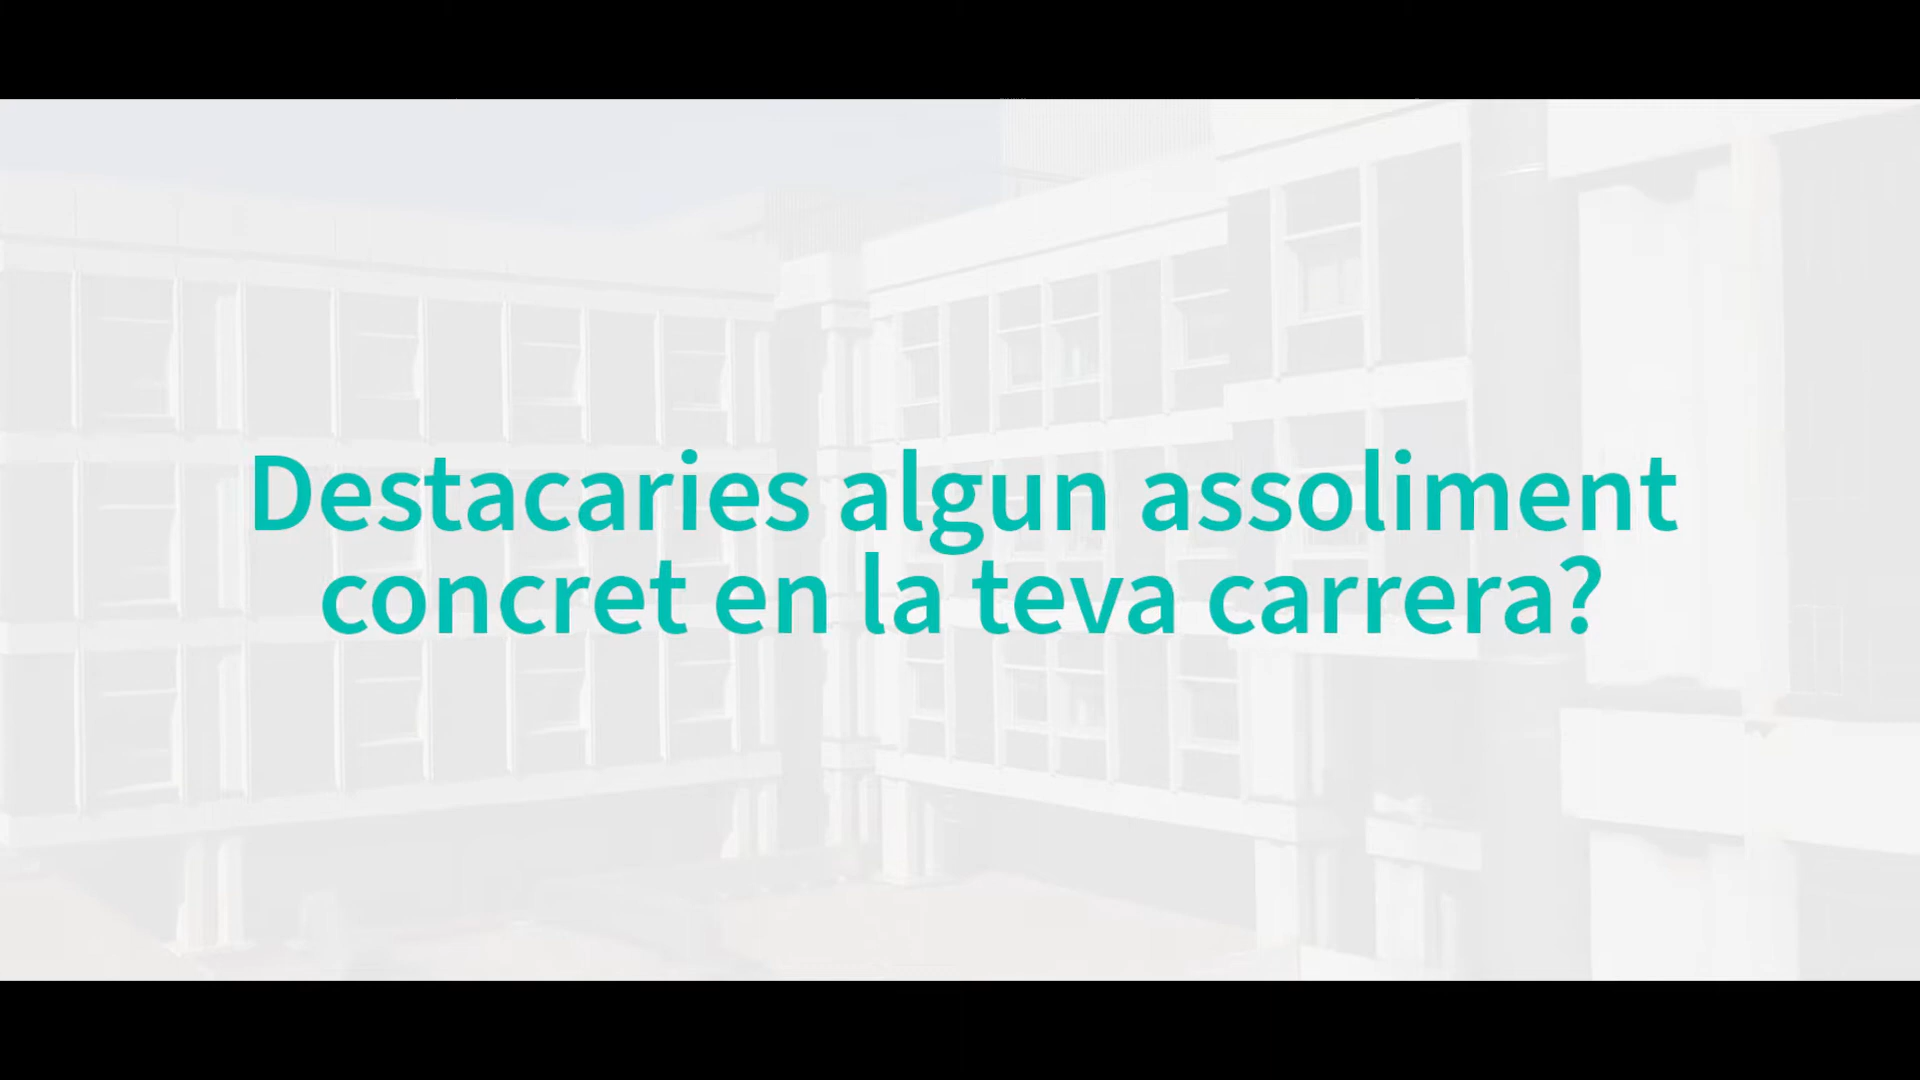 Destacaries algun assoliment
concret en la teva carrera?